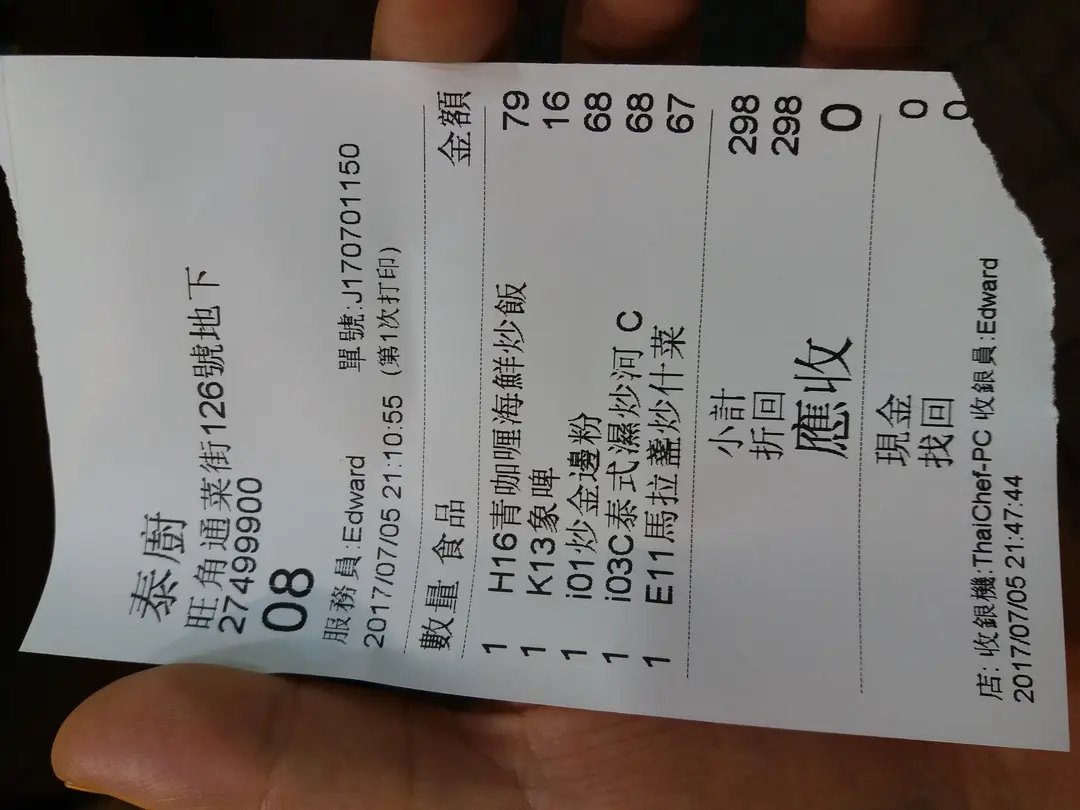 泰廚
旺角通菜街126號地下
27499900
08
服務員:Edward 單號:J170701150
2017/07/05 21:10:55 (第1次打印)
數量 食品 金額
1 H16青咖喱海鮮炒飯 79
1 K13象啤 16
1 i01炒金邊粉 68
1 i03C泰式濕炒河 C 68
1 E11馬拉盞炒什菜 67
小計 298
折回 298
應收 0
現金 0
找回 0
店: 收銀機:ThaiChef-PC 收銀員:Edward
2017/07/05 21:47:44